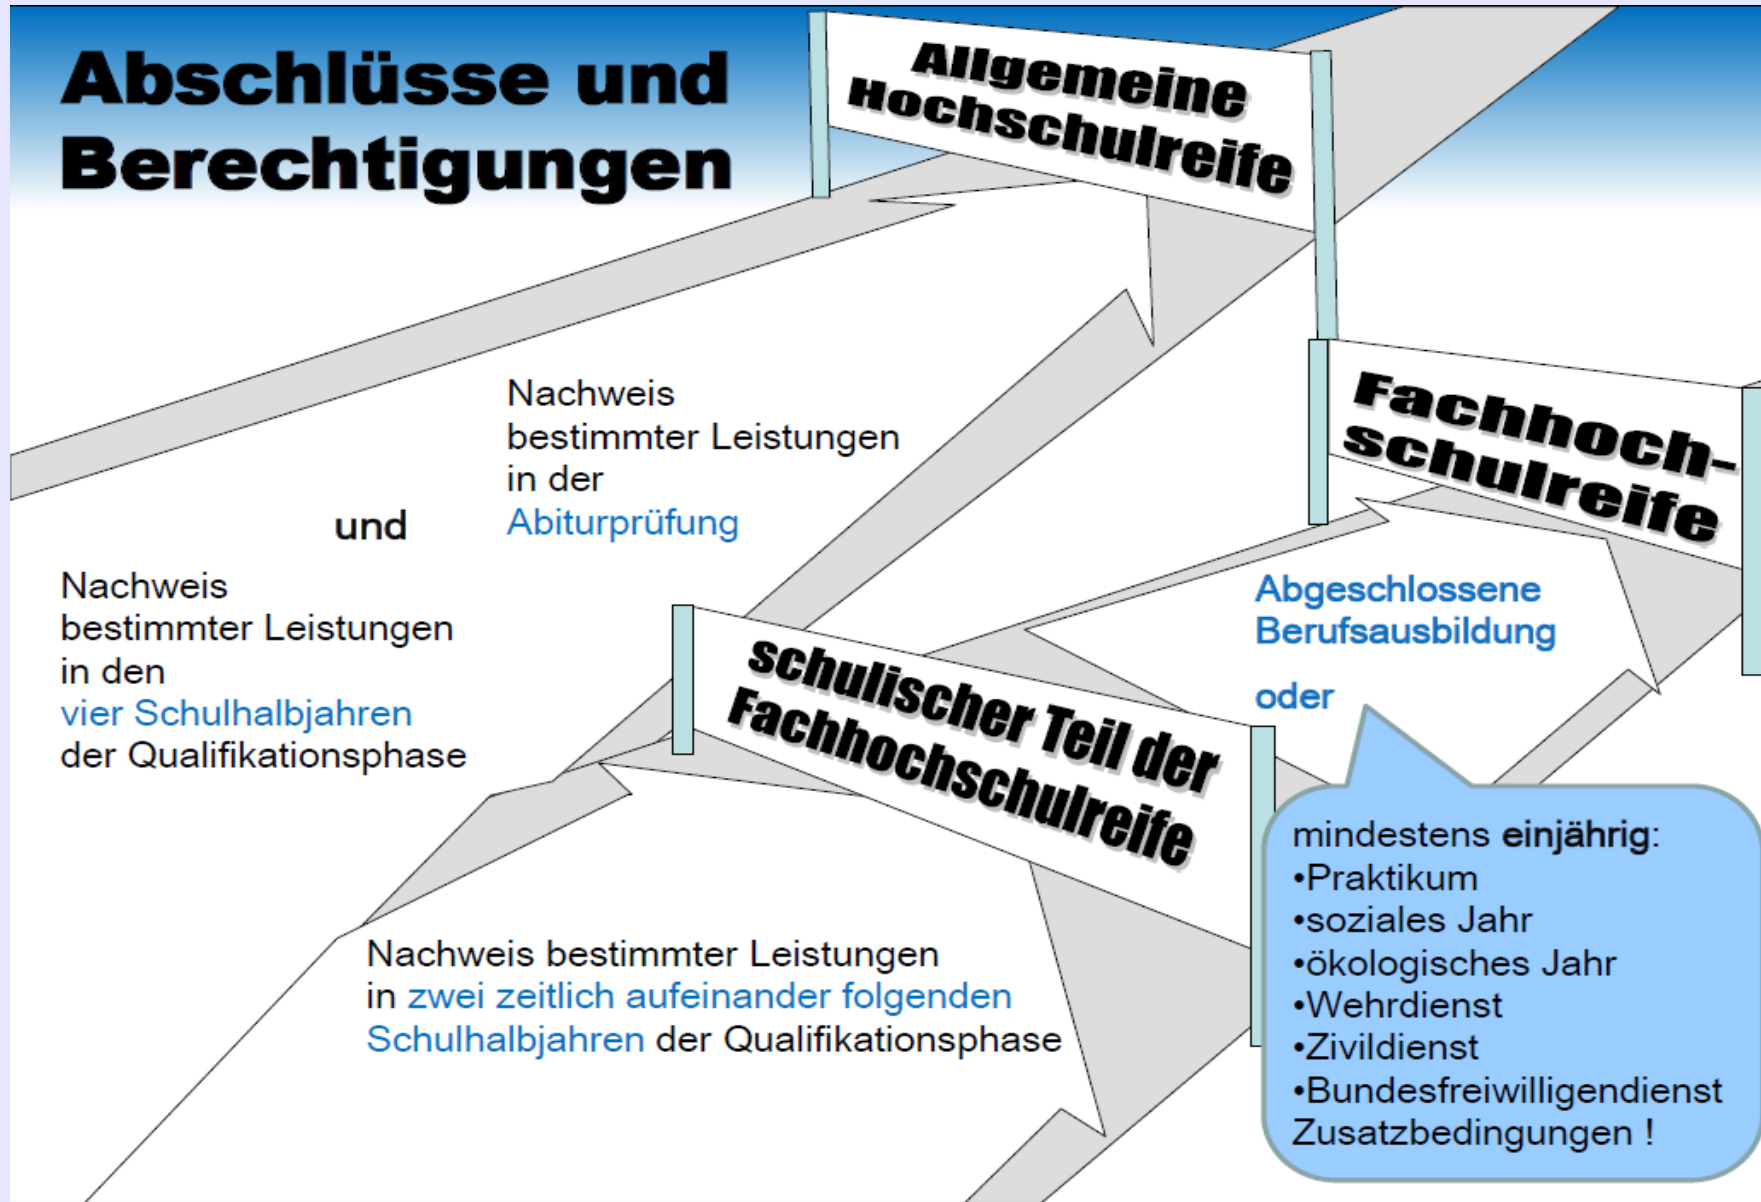 Abschlüsse und
Berechtigungen
Allgemeine
Hochschulreife
Nachweis
bestimmter Leistungen
in der
Abiturprüfung
und
Nachweis
bestimmter Leistungen
in den
vier Schulhalbjahren
der Qualifikationsphase
Fachhoch-
schulreife
Abgeschlossene
Berufsausbildung
oder
schulischer Teil der
Fachhochschulreife
mindestens einjährig:
•Praktikum
•soziales Jahr
•ökologisches Jahr
•Wehrdienst
•Zivildienst
•Bundesfreiwilligendienst
Zusatzbedingungen !
Nachweis bestimmter Leistungen
in zwei zeitlich aufeinander folgenden
Schulhalbjahren der Qualifikationsphase